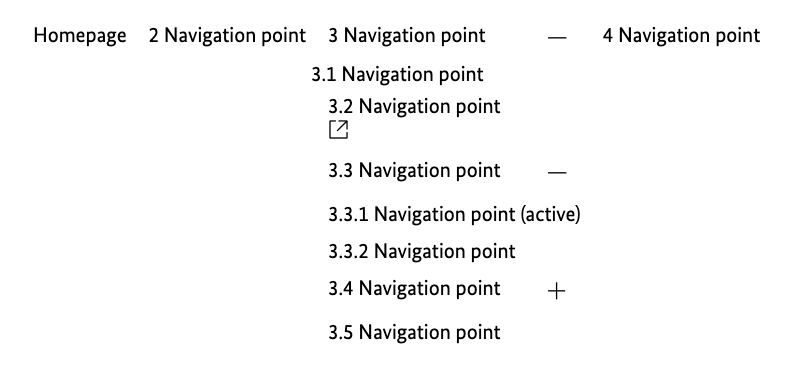 Homepage 2 Navigation point 3 Navigation point — 4 Navigation point
3.1 Navigation point
3.2 Navigation point
3.3 Navigation point —
3.3.1 Navigation point (active)
3.3.2 Navigation point
3.4 Navigation point +
3.5 Navigation point